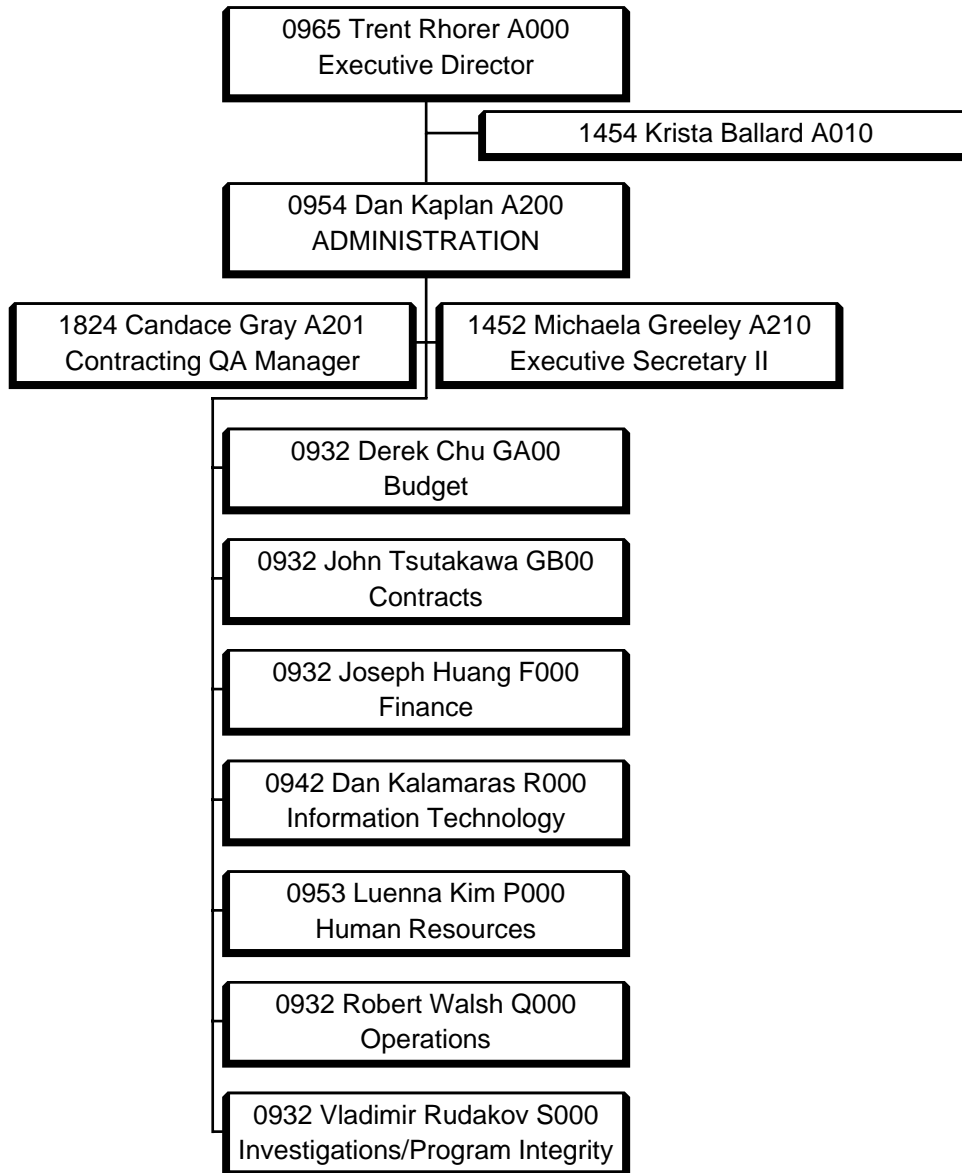 0965 Trent Rhorer A000
Executive Director
1454 Krista Ballard A010
0954 Dan Kaplan A200
ADMINISTRATION
1824 Candace Gray A201
Contracting QA Manager
1452 Michaela Greeley A210
Executive Secretary II
0932 Derek Chu GA00
Budget
0932 John Tsutakawa GB00
Contracts
0932 Joseph Huang F000
Finance
0942 Dan Kalamaras R000
Information Technology
0953 Luenna Kim P000
Human Resources
0932 Robert Walsh Q000
Operations
0932 Vladimir Rudakov S000
Investigations/Program Integrity